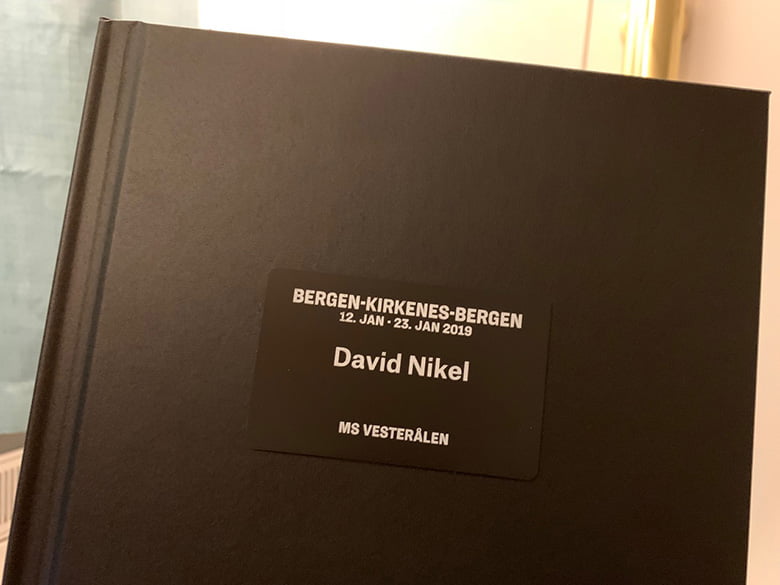 BERGEN-KIRKENES-BERGEN
12. JAN - 23. JAN 2019
David Nikel
MS VESTERÅLEN